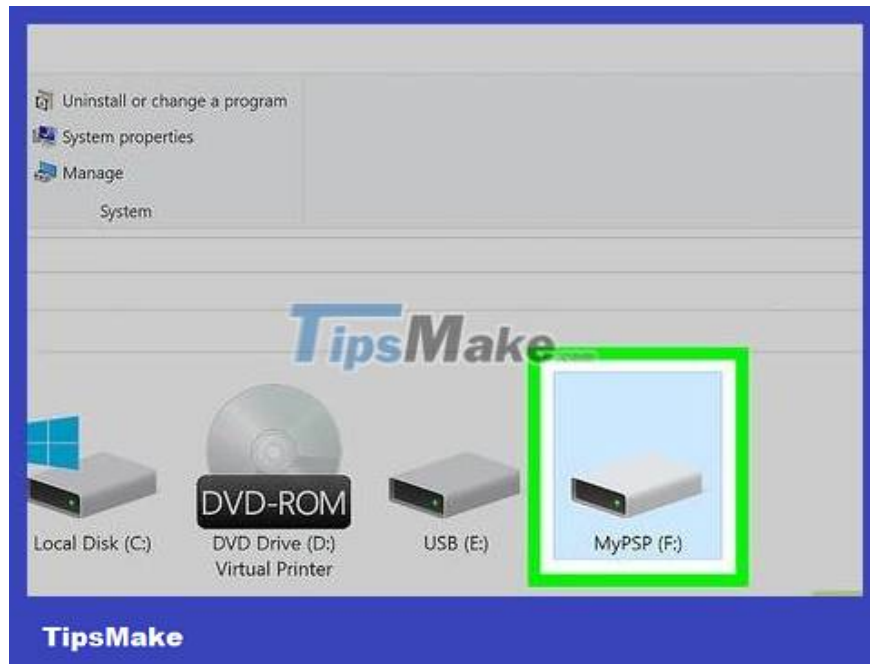 Uninstall or change a program
System properties
Manage
System
TipsMake
.com
DVD-ROM
Local Disk (C:)
DVD Drive (D:)
Virtual Printer
USB (E:)
MyPSP (F:)
TipsMake